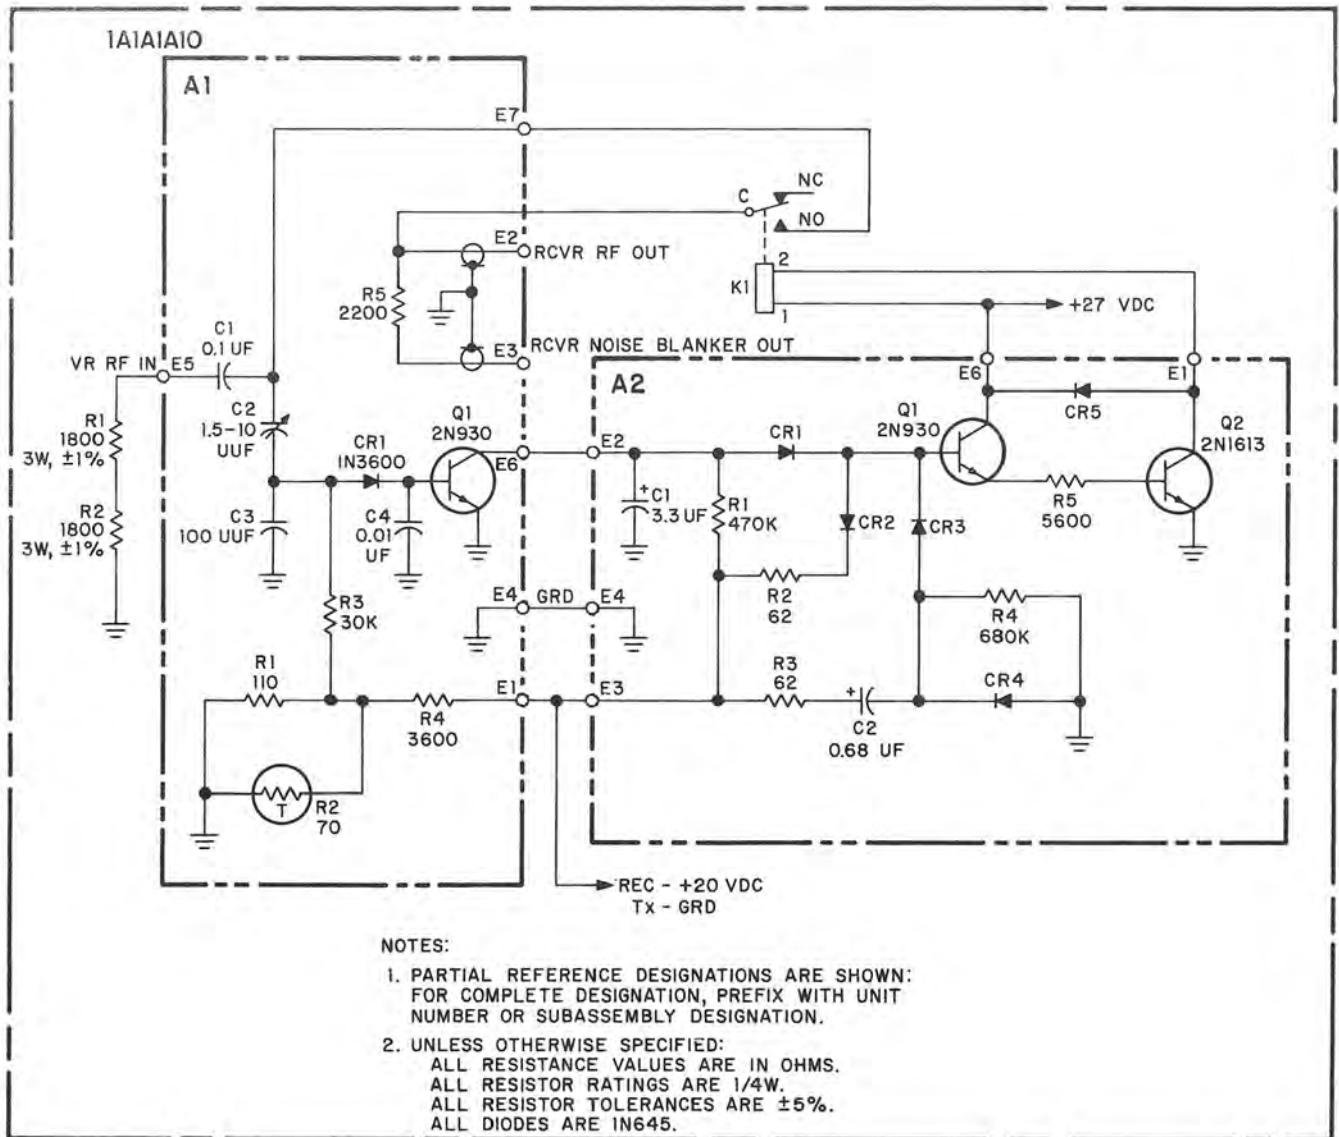 1A1A1A10
A1
E7
C
NC
NO
E2
RCVR RF OUT
2
K1
1
+27 VDC
R5
2200
C1
0.1 UF
VR RF IN
E5
E3
RCVR NOISE BLANKER OUT
A2
E6
E1
CR5
R1
1800
3W, ±1%
C2
1.5-10
UUF
CR1
1N3600
Q1
2N930
E6
E2
CR1
Q1
2N930
Q2
2N1613
C1
+
3.3 UF
R1
470K
CR2
CR3
R5
5600
R2
1800
3W, ±1%
C3
100 UUF
C4
0.01
UF
R2
62
R3
30K
E4
GRD
E4
R4
680K
R1
110
R4
3600
E1
E3
R3
62
+
C2
0.68 UF
CR4
T
R2
70
REC - +20 VDC
Tx - GRD
NOTES:
1. PARTIAL REFERENCE DESIGNATIONS ARE SHOWN:
FOR COMPLETE DESIGNATION, PREFIX WITH UNIT
NUMBER OR SUBASSEMBLY DESIGNATION.
2. UNLESS OTHERWISE SPECIFIED:
ALL RESISTANCE VALUES ARE IN OHMS.
ALL RESISTOR RATINGS ARE 1/4W.
ALL RESISTOR TOLERANCES ARE ±5%.
ALL DIODES ARE 1N645.